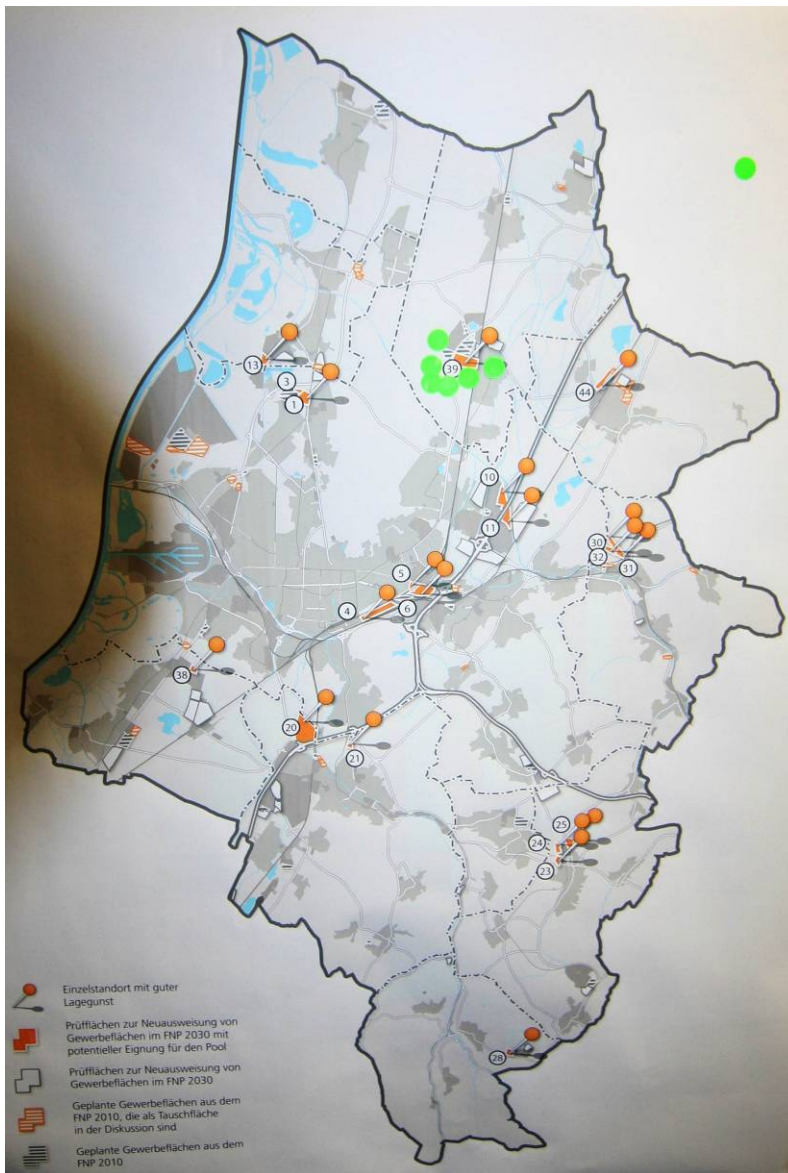 13
39
3
1
44
10
11
30
32
31
5
4
6
38
20
21
25
24
23
28
Einzelstandort mit guter
Lagegunst
Prüfflächen zur Neuausweisung von
Gewerbeflächen im FNP 2030 mit
potentieller Eignung für den Pool
Prüfflächen zur Neuausweisung von
Gewerbeflächen im FNP 2030
Geplante Gewerbeflächen aus dem
FNP 2010, die als Tauschfläche
in der Diskussion sind
Geplante Gewerbeflächen aus dem
FNP 2010